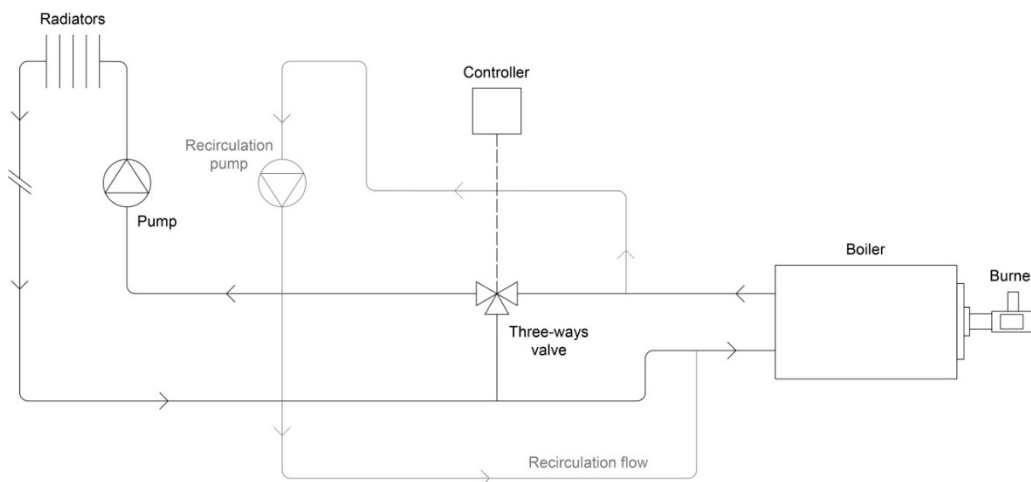 Radiators
Controller
Recirculation
pump
Pump
Boiler
Burne
Three-ways
valve
Recirculation flow